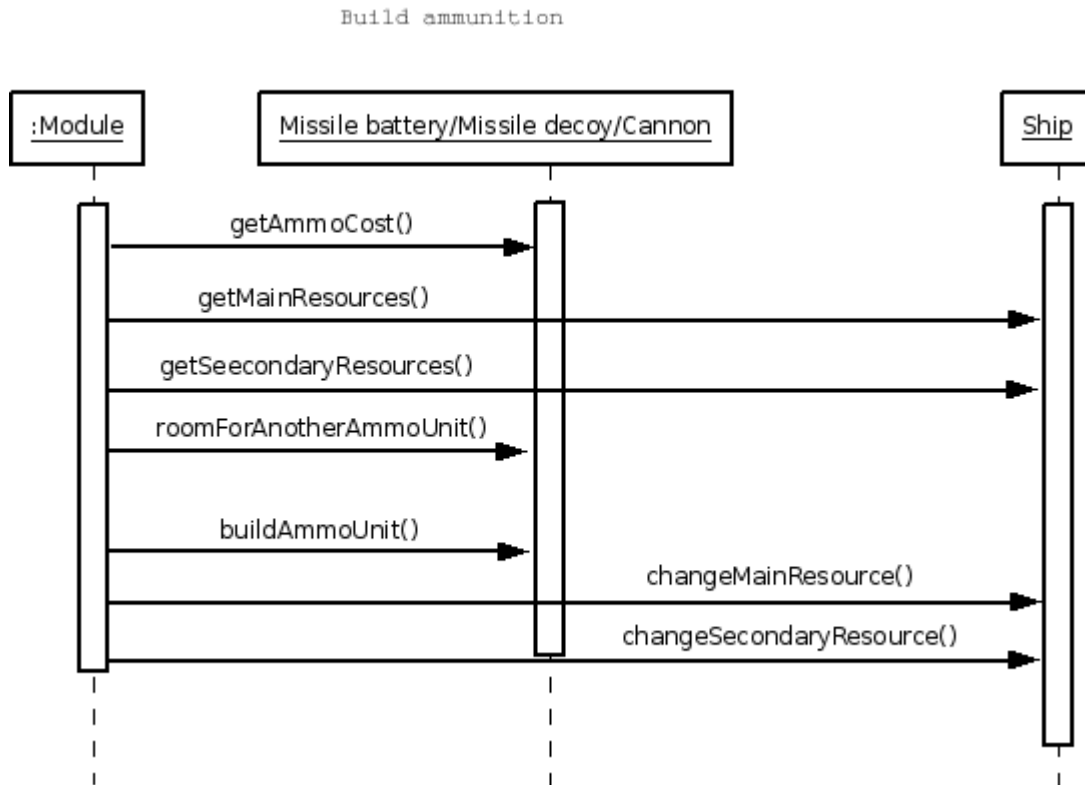 Build ammunition
:Module
Missile battery/Missile decoy/Cannon
Ship
getAmmoCost()
getMainResources()
getSeecondaryResources()
roomForAnotherAmmoUnit()
buildAmmoUnit()
changeMainResource()
changeSecondaryResource()